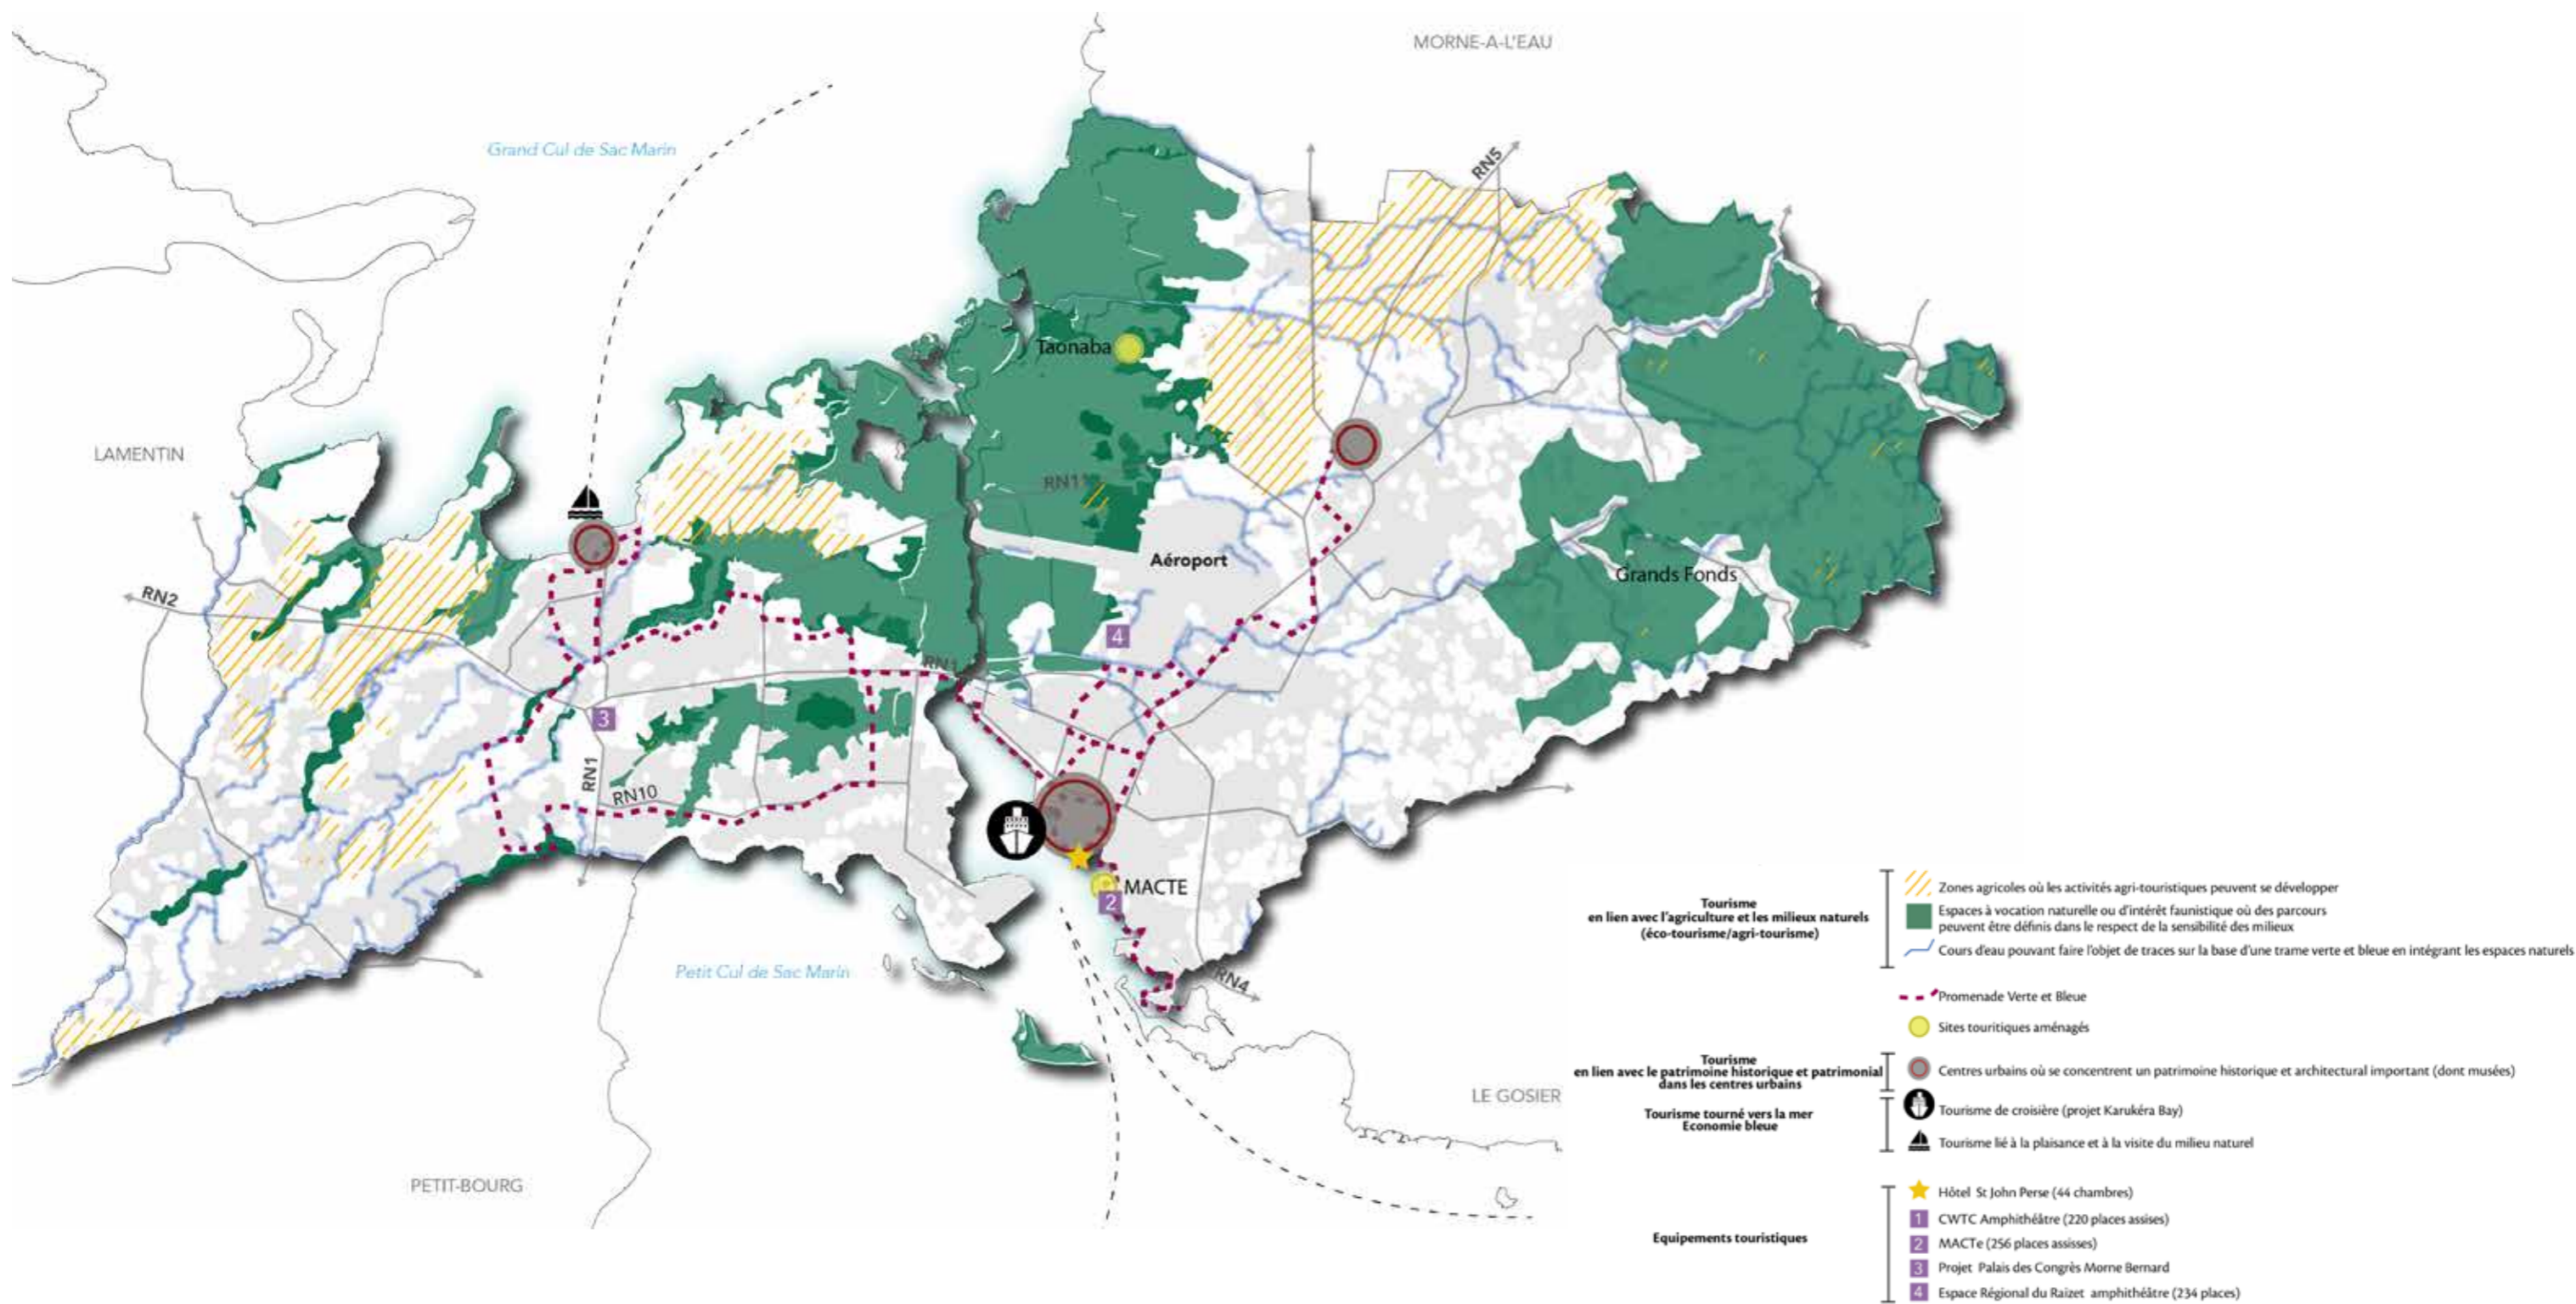 MORNE-A-L'EAU
Grand Cul de Sac Marin
RN5
Taonaba
LAMENTIN
RN11
Aéroport
Grands Fonds
RN2
4
RN1
3
RN1
RN10
MACTE
2
Petit Cul de Sac Marin
RN4
LE GOSIER
PETIT-BOURG
Tourisme
en lien avec l'agriculture et les milieux naturels
(éco-tourisme/agri-tourisme)
Zones agricoles où les activités agri-touristiques peuvent se développer
Espaces à vocation naturelle ou d'intérêt faunistique où des parcours
peuvent être définis dans le respect de la sensibilité des milieux
Cours d'eau pouvant faire l'objet de traces sur la base d'une trame verte et bleue en intégrant les espaces naturels
Promenade Verte et Bleue
Sites touritiques aménagés
Tourisme
en lien avec le patrimoine historique et patrimonial
dans les centres urbains
Centres urbains où se concentrent un patrimoine historique et architectural important (dont musées)
Tourisme tourné vers la mer
Economie bleue
Tourisme de croisière (projet Karukéra Bay)
Tourisme lié à la plaisance et à la visite du milieu naturel
Equipements touristiques
Hôtel St John Perse (44 chambres)
1 CWTC Amphithéâtre (220 places assises)
2 MACTe (256 places assisses)
3 Projet Palais des Congrès Morne Bernard
4 Espace Régional du Raizet amphithéâtre (234 places)